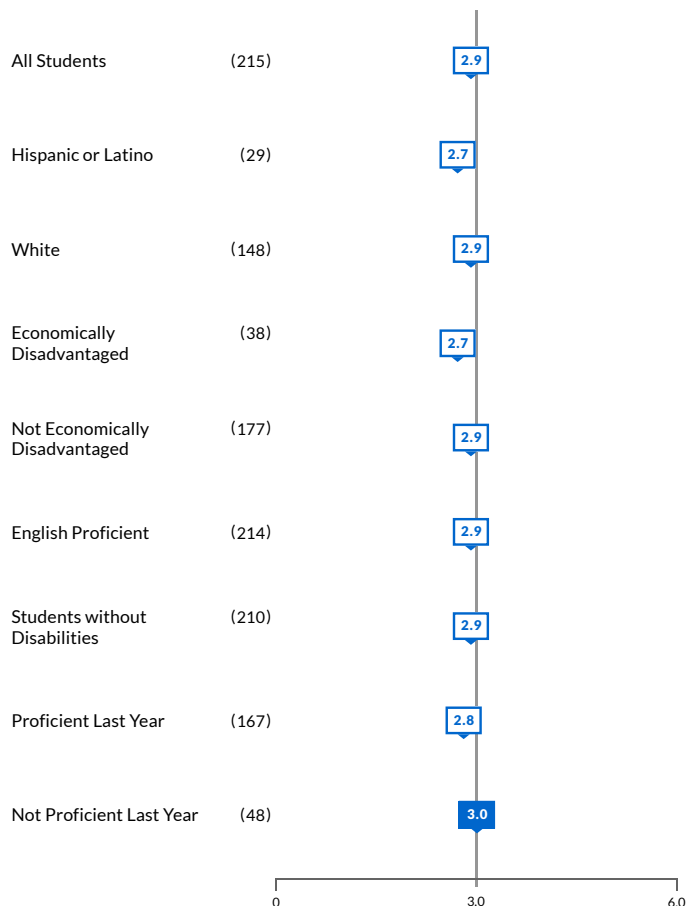 All Students (215) 2.9
Hispanic or Latino (29) 2.7
White (148) 2.9
Economically (38)
Disadvantaged 2.7
Not Economically (177)
Disadvantaged 2.9
English Proficient (214) 2.9
Students without (210)
Disabilities 2.9
Proficient Last Year (167) 2.8
Not Proficient Last Year (48) 3.0
0 3.0 6.0